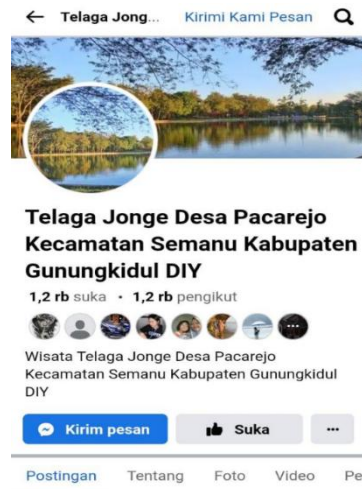 ← Telaga Jong... Kirimi Kami Pesan
Telaga Jonge Desa Pacarejo
Kecamatan Semanu Kabupaten
Gunungkidul DIY
1,2 rb suka · 1,2 rb pengikut
Wisata Telaga Jonge Desa Pacarejo
Kecamatan Semanu Kabupaten Gunungkidul
DIY
Kirim pesan Suka ...
Postingan Tentang Foto Video Pe